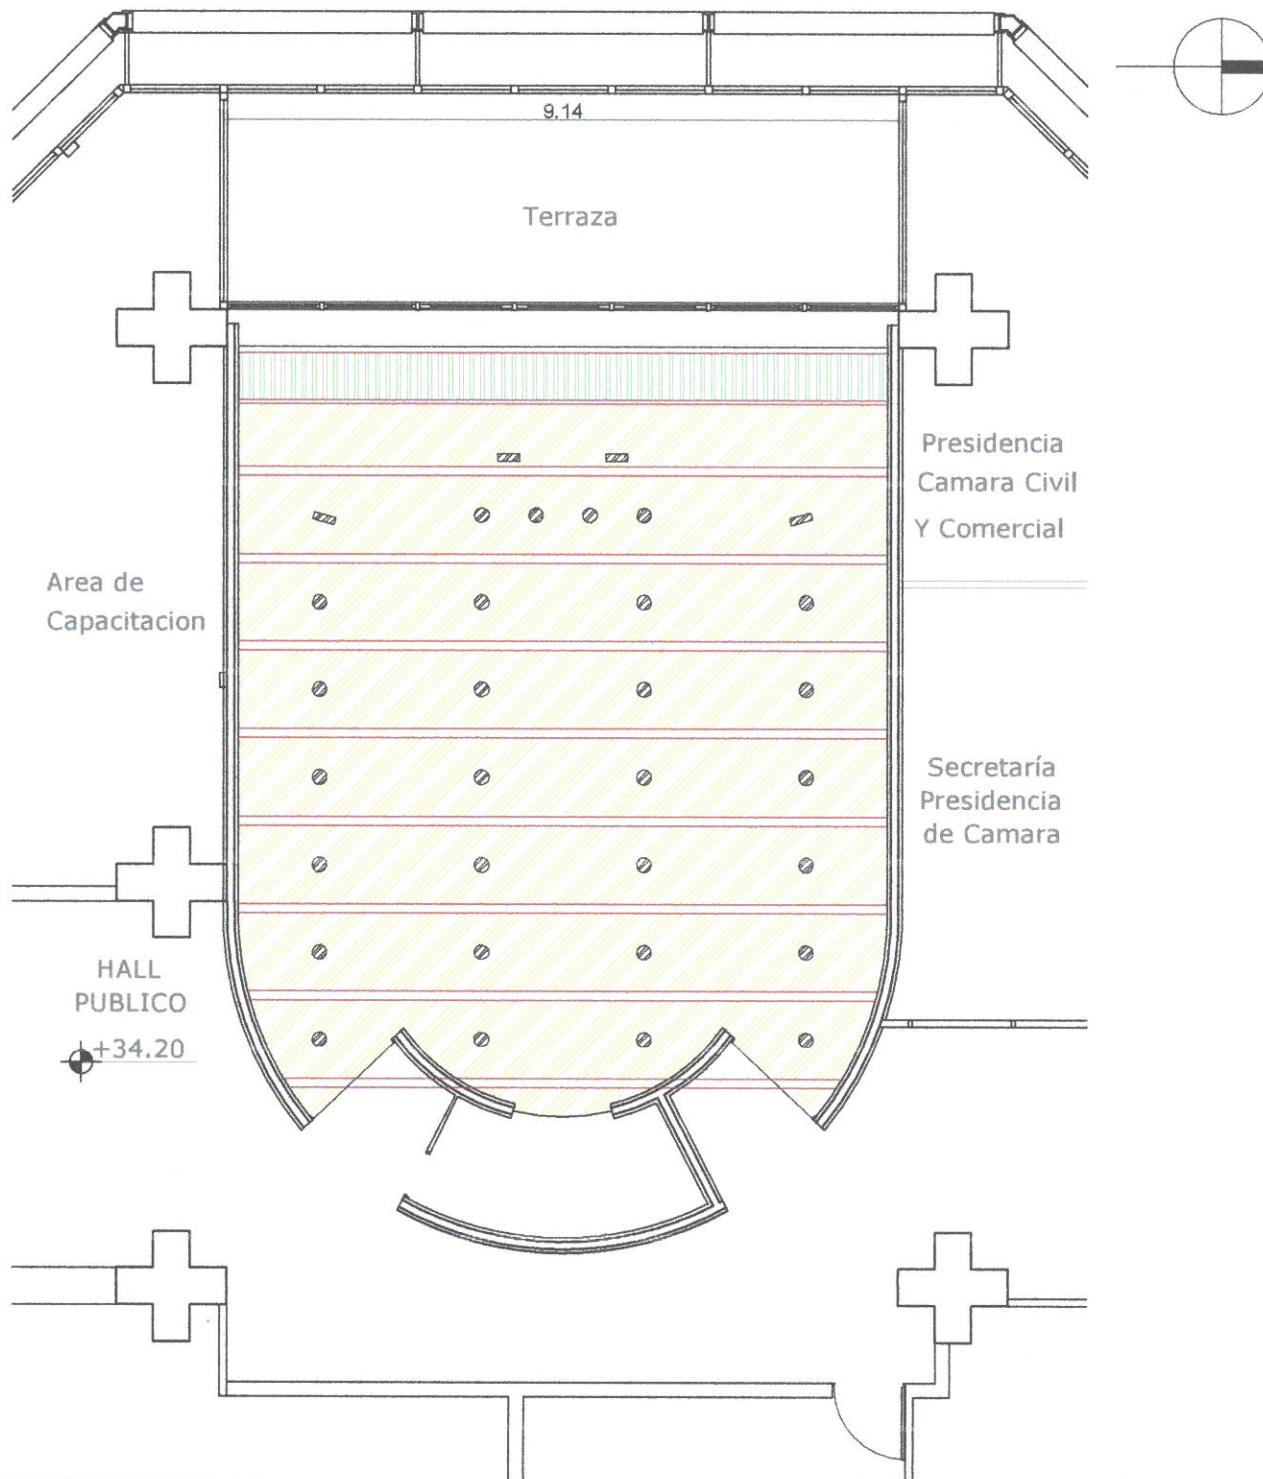 9.14
Terraza
Presidencia
Camara Civil
Y Comercial
Area de
Capacitacion
Secretaría
Presidencia
de Camara
HALL
PUBLICO
+34.20